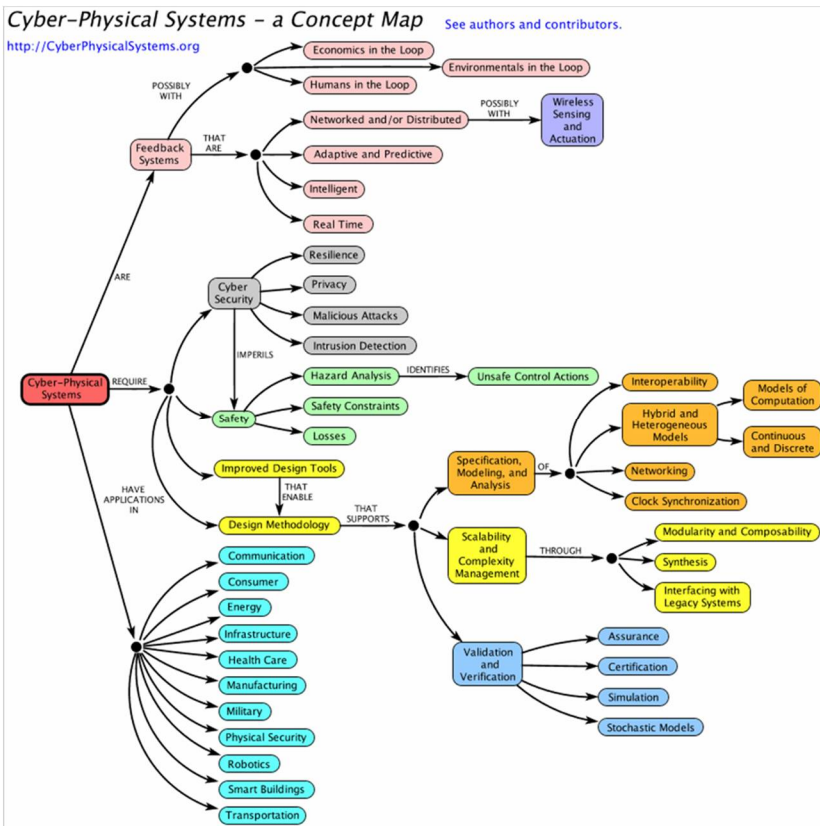 Cyber-Physical Systems - a Concept Map
See authors and contributors.
http://CyberPhysicalSystems.org
Economics in the Loop
Environmentals in the Loop
Humans in the Loop
POSSIBLY
WITH
Networked and/or Distributed
POSSIBLY
WITH
Wireless
Sensing
and
Actuation
Feedback
Systems
THAT
ARE
Adaptive and Predictive
Intelligent
Real Time
ARE
Resilience
Cyber
Security
Privacy
Malicious Attacks
Intrusion Detection
IMPERILS
Cyber-Physical
Systems
REQUIRE
Hazard Analysis
IDENTIFIES
Unsafe Control Actions
Safety
Safety Constraints
Losses
Improved Design Tools
THAT
ENABLE
Design Methodology
THAT
SUPPORTS
Specification,
Modeling, and
Analysis
OF
Interoperability
Hybrid and
Heterogeneous
Models
Models of
Computation
Continuous
and Discrete
Networking
Clock Synchronization
Scalability
and
Complexity
Management
THROUGH
Modularity and Composability
Synthesis
Interfacing with
Legacy Systems
Validation
and
Verification
Assurance
Certification
Simulation
Stochastic Models
HAVE
APPLICATIONS
IN
Communication
Consumer
Energy
Infrastructure
Health Care
Manufacturing
Military
Physical Security
Robotics
Smart Buildings
Transportation